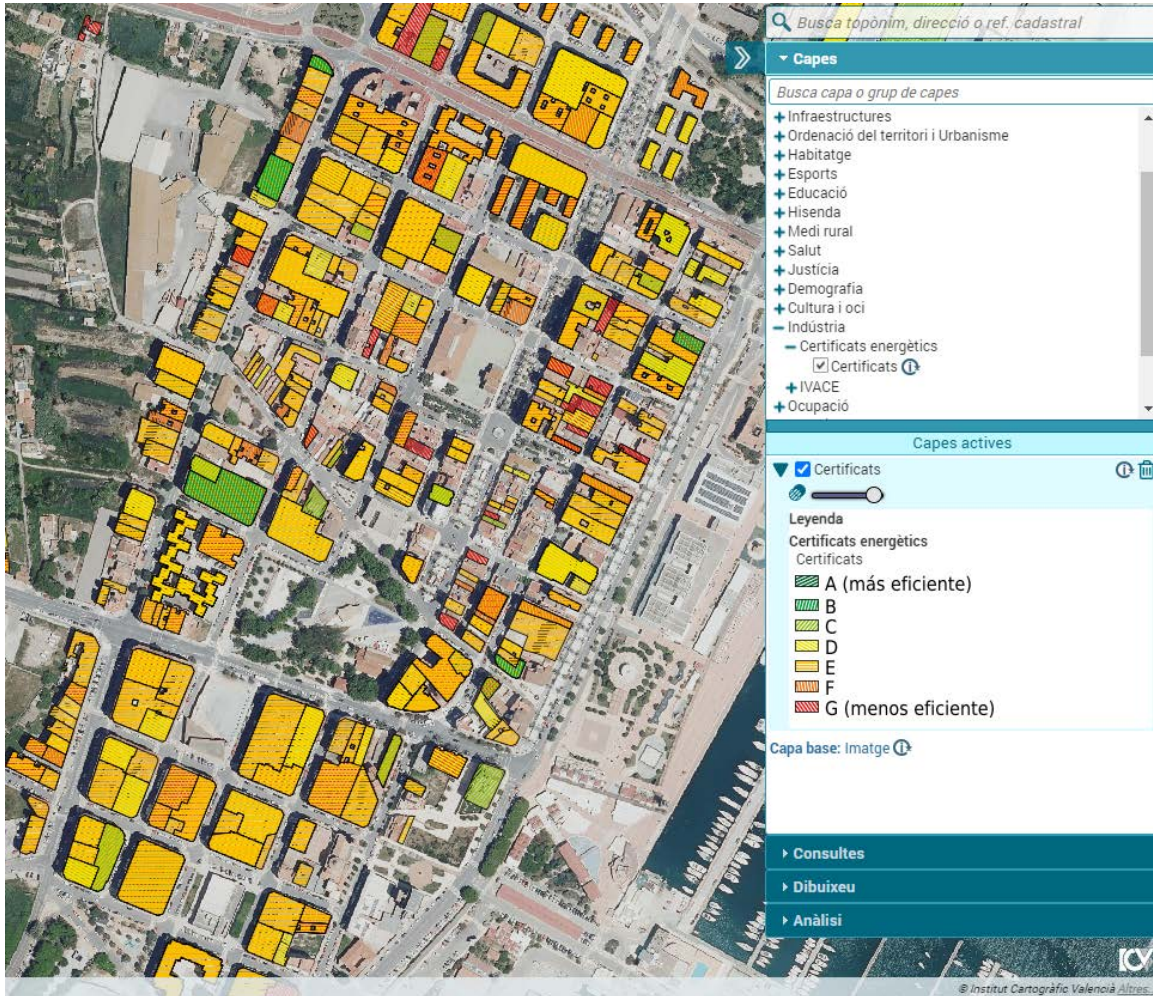 Busca topònim, direcció o ref. cadastral
Capes
Busca capa o grup de capes
Infraestructures
Ordenació del territori i Urbanisme
Habitatge
Esports
Educació
Hisenda
Medi rural
Salut
Justícia
Demografia
Cultura i oci
Indústria
Certificats energètics
Certificats
IVACE
Ocupació
Capes actives
Certificats
Leyenda
Certificats energètics
Certificats
A (más eficiente)
B
C
D
E
F
G (menos eficiente)
Capa base: Imatge
Consultes
Dibuixeu
Anàlisi
ICV
© Institut Cartogràfic Valencià Altres